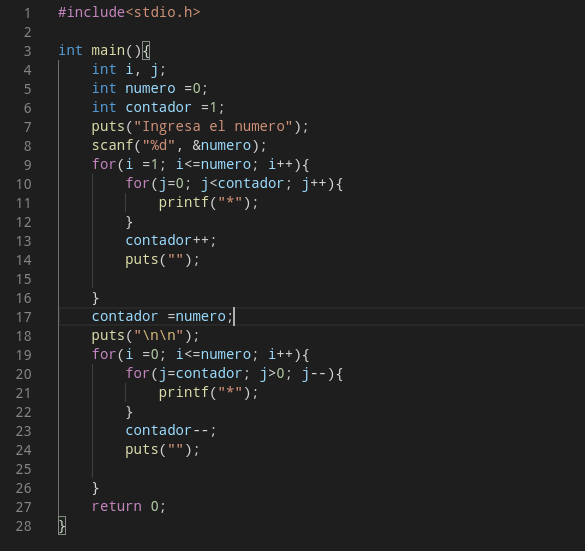 1 #include<stdio.h>
2
3 int main(){
4     int i, j;
5     int numero =0;
6     int contador =1;
7     puts("Ingresa el numero");
8     scanf("%d", &numero);
9     for(i =1; i<=numero; i++){
10         for(j=0; j<contador; j++){
11             printf("*");
12         }
13         contador++;
14         puts("");
15
16     }
17     contador =numero;
18     puts("\n\n");
19     for(i =0; i<=numero; i++){
20         for(j=contador; j>0; j--){
21             printf("*");
22         }
23         contador--;
24         puts("");
25
26     }
27     return 0;
28 }